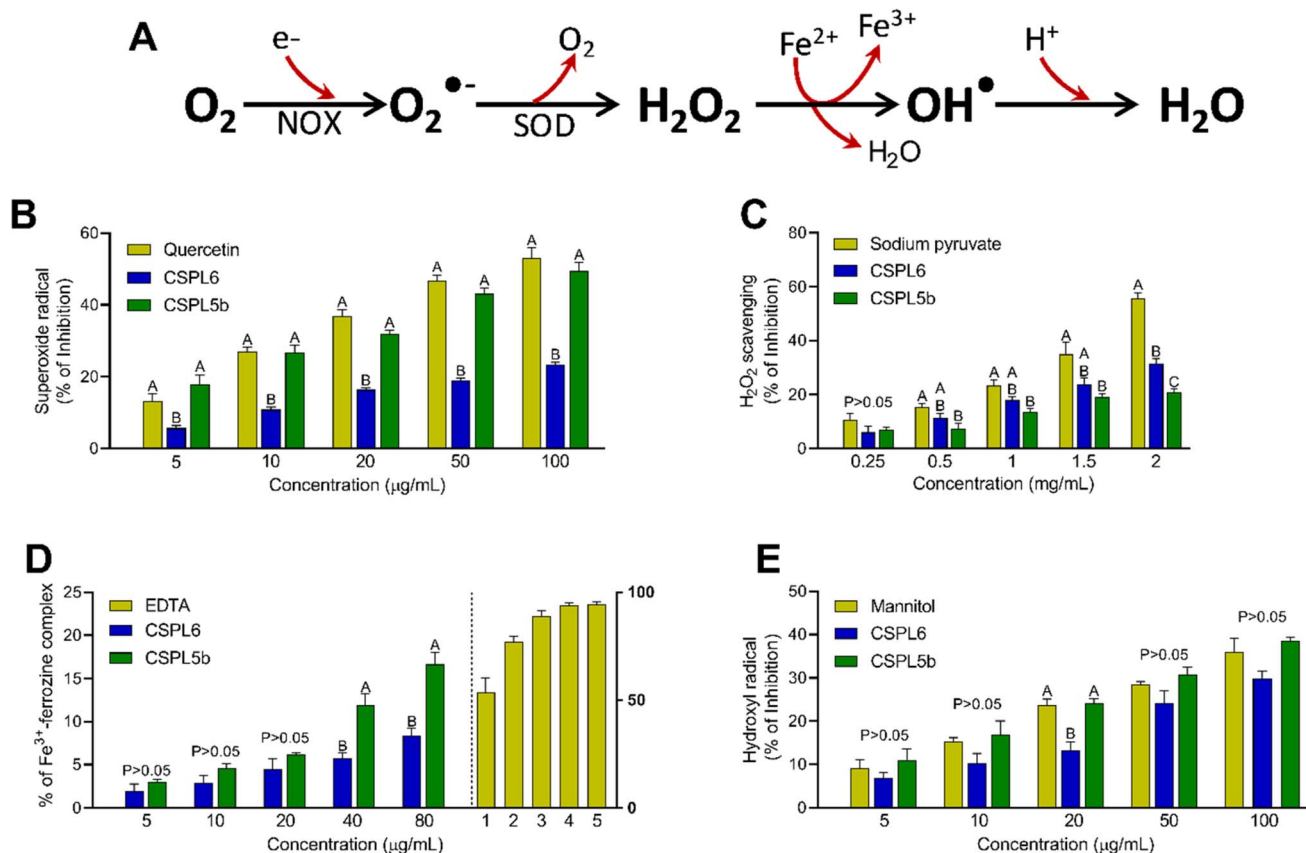 A
e-
O₂
Fe²⁺
Fe³⁺
H⁺
O₂ → O₂•- → H₂O₂ → OH• → H₂O
NOX
SOD
H₂O
B
Superoxide radical
(% of Inhibition)
60
40
20
0
Quercetin
CSPL6
CSPL5b
A B A
A B A
A B A
A B A
A B A
5 10 20 50 100
Concentration (µg/mL)
C
H₂O₂ scavenging
(% of Inhibition)
80
60
40
20
0
Sodium pyruvate
CSPL6
CSPL5b
P>0.05
A A B B
A A B B
A A B B
A B C
0.25 0.5 1 1.5 2
Concentration (mg/mL)
D
% of Fe³⁺-ferrozine complex
25
20
15
10
5
0
EDTA
CSPL6
CSPL5b
P>0.05
P>0.05
P>0.05
B A
B A
100
50
0
5 10 20 40 80 1 2 3 4 5
Concentration (µg/mL)
E
Hydroxyl radical
(% of Inhibition)
50
40
30
20
10
0
Mannitol
CSPL6
CSPL5b
P>0.05
P>0.05
A B A
P>0.05
P>0.05
5 10 20 50 100
Concentration (µg/mL)